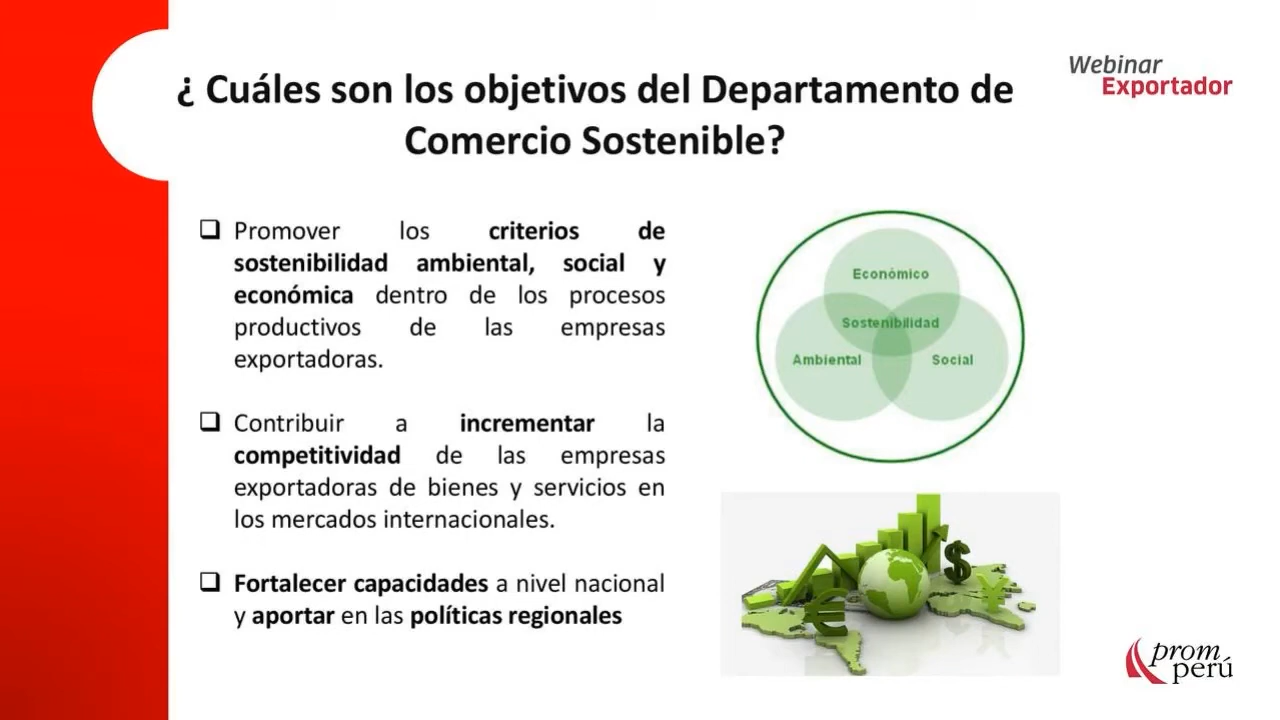 ¿ Cuáles son los objetivos del Departamento de
Comercio Sostenible?
Webinar
Exportador
❑ Promover los criterios de
sostenibilidad ambiental, social y
económica dentro de los procesos
productivos de las empresas
exportadoras.
❑ Contribuir a incrementar la
competitividad de las empresas
exportadoras de bienes y servicios en
los mercados internacionales.
❑ Fortalecer capacidades a nivel nacional
y aportar en las políticas regionales
Económico
Sostenibilidad
Ambiental Social
$
€
¥
prom
perú